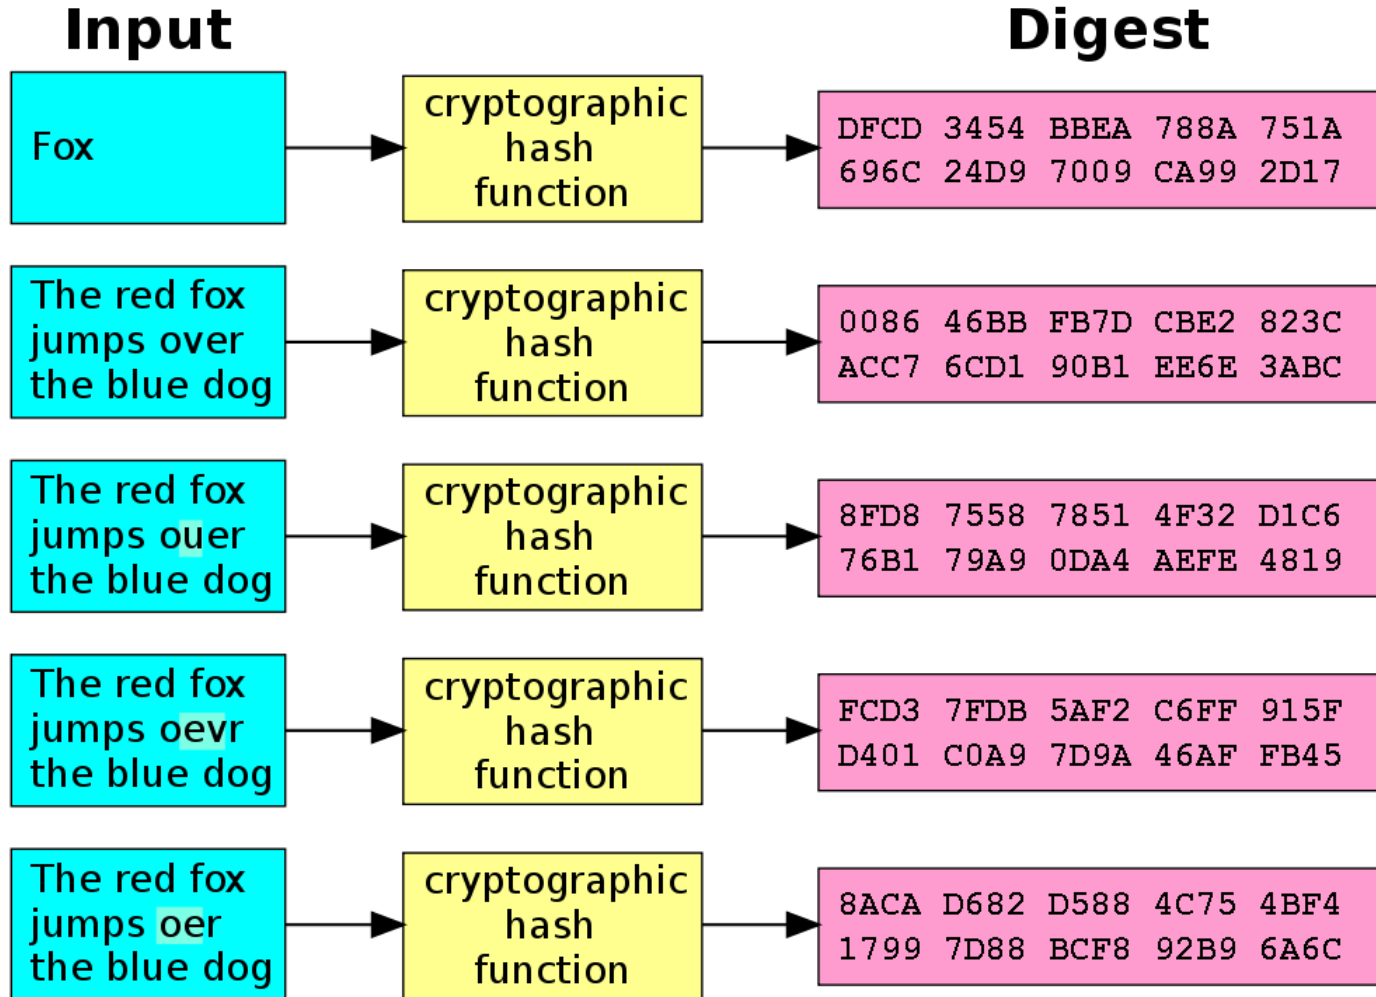 Input
Digest
Fox
cryptographic
hash
function
DFCD 3454 BBEA 788A 751A
696C 24D9 7009 CA99 2D17
The red fox
jumps over
the blue dog
cryptographic
hash
function
0086 46BB FB7D CBE2 823C
ACC7 6CD1 90B1 EE6E 3ABC
The red fox
jumps ouer
the blue dog
cryptographic
hash
function
8FD8 7558 7851 4F32 D1C6
76B1 79A9 0DA4 AEFE 4819
The red fox
jumps oevr
the blue dog
cryptographic
hash
function
FCD3 7FDB 5AF2 C6FF 915F
D401 C0A9 7D9A 46AF FB45
The red fox
jumps oer
the blue dog
cryptographic
hash
function
8ACA D682 D588 4C75 4BF4
1799 7D88 BCF8 92B9 6A6C